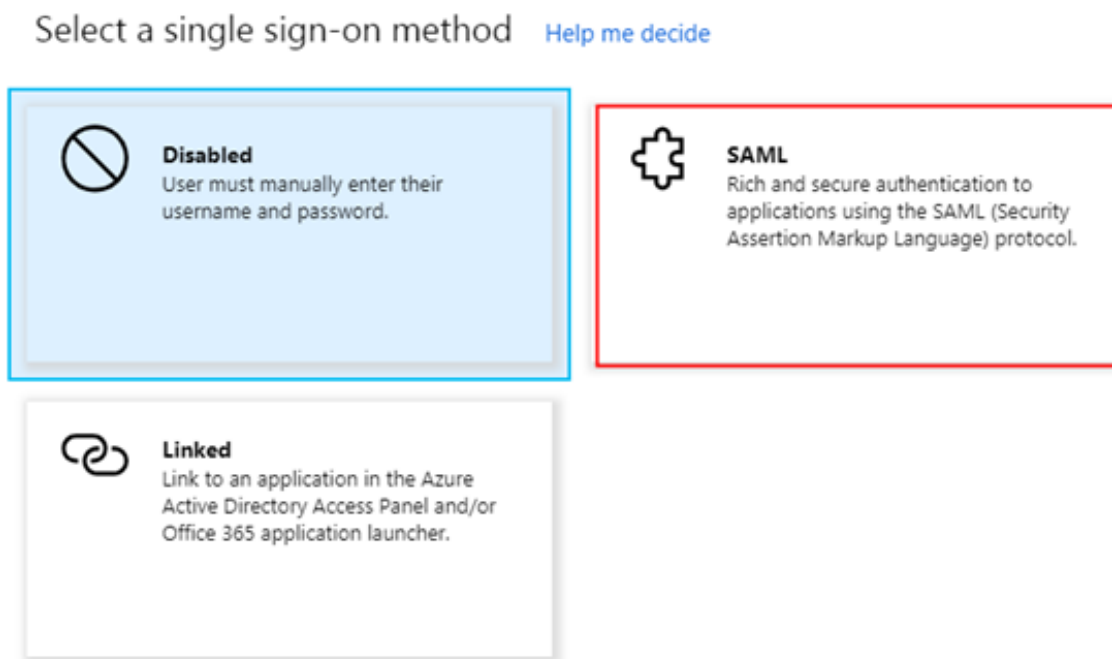 Select a single sign-on method Help me decide
Disabled
User must manually enter their
username and password.
SAML
Rich and secure authentication to
applications using the SAML (Security
Assertion Markup Language) protocol.
Linked
Link to an application in the Azure
Active Directory Access Panel and/or
Office 365 application launcher.